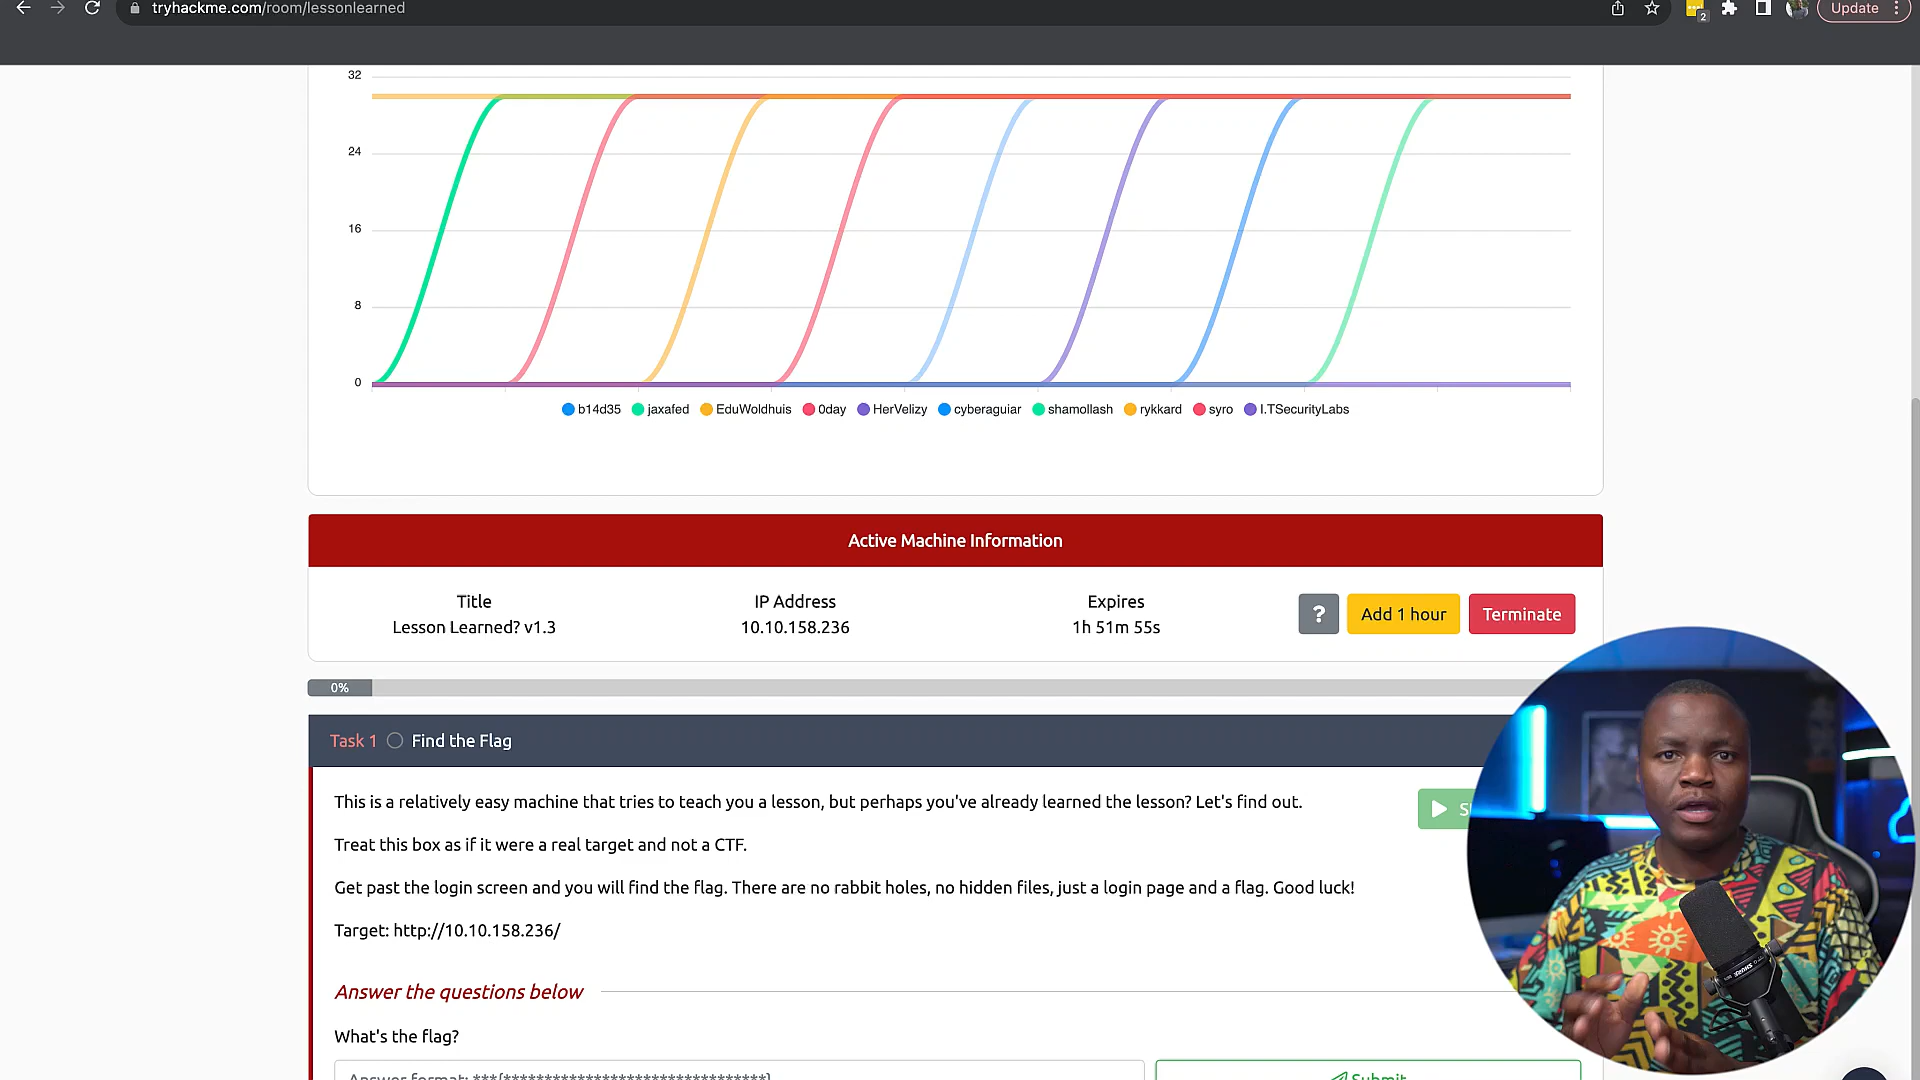 tryhackme.com/room/lessonlearned
2
Update
32
24
16
8
0
b14d35 jaxafed EduWoldhuis 0day HerVelizy cyberaguiar shamollash rykkard syro I.TSecurityLabs
Active Machine Information
Title IP Address Expires
? Add 1 hour Terminate
Lesson Learned? v1.3 10.10.158.236 1h 51m 55s
0%
Task 1 Find the Flag
This is a relatively easy machine that tries to teach you a lesson, but perhaps you've already learned the lesson? Let's find out.
Treat this box as if it were a real target and not a CTF.
Get past the login screen and you will find the flag. There are no rabbit holes, no hidden files, just a login page and a flag. Good luck!
Target: http://10.10.158.236/
Answer the questions below
What's the flag?
Answer format:
Submit